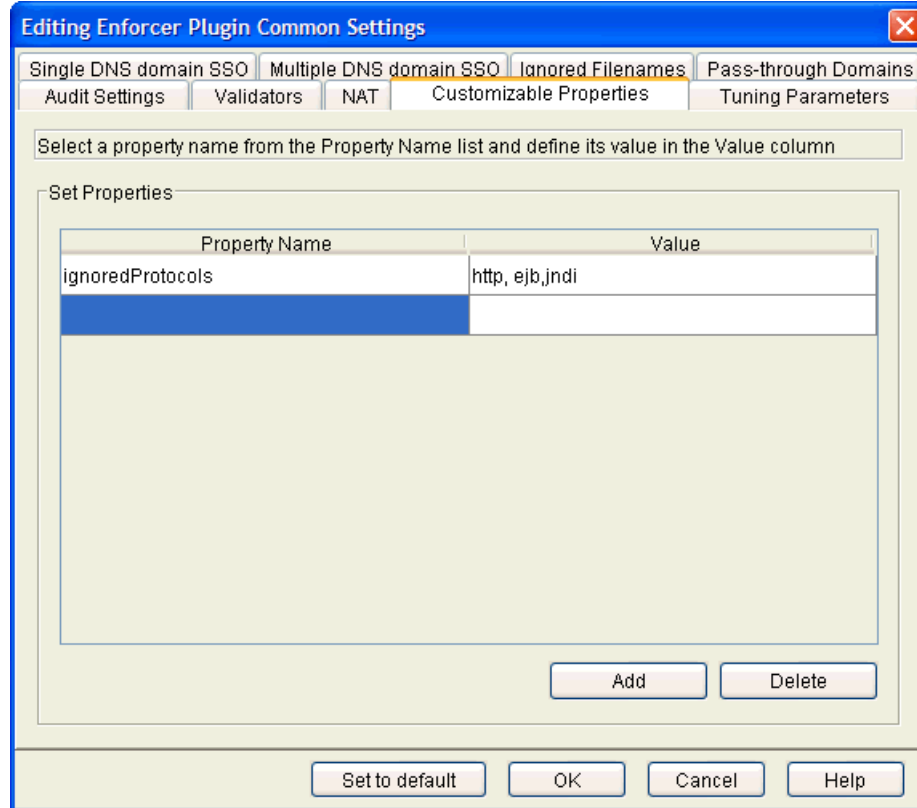 Editing Enforcer Plugin Common Settings
Single DNS domain SSO Multiple DNS domain SSO Ignored Filenames Pass-through Domains
Audit Settings Validators NAT Customizable Properties Tuning Parameters
Select a property name from the Property Name list and define its value in the Value column
Set Properties
Property Name Value
ignoredProtocols http, ejb,jndi
Add Delete
Set to default OK Cancel Help